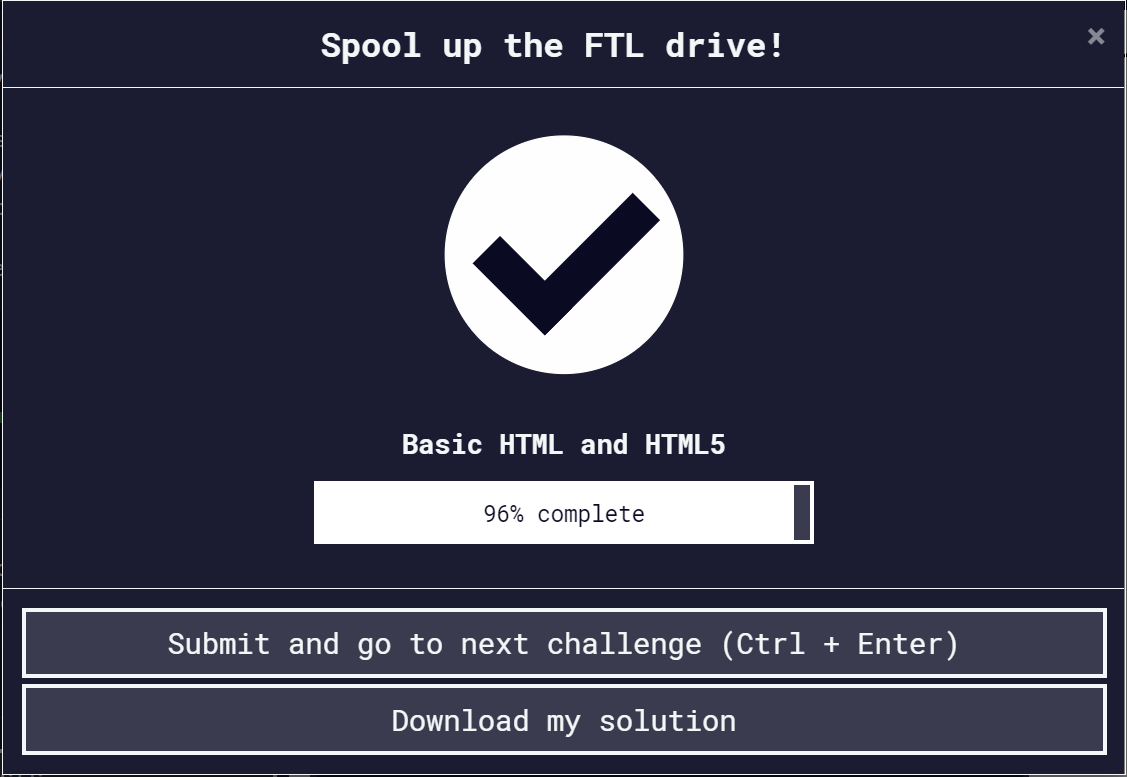 Spool up the FTL drive!
×
Basic HTML and HTML5
96% complete
Submit and go to next challenge (Ctrl + Enter)
Download my solution